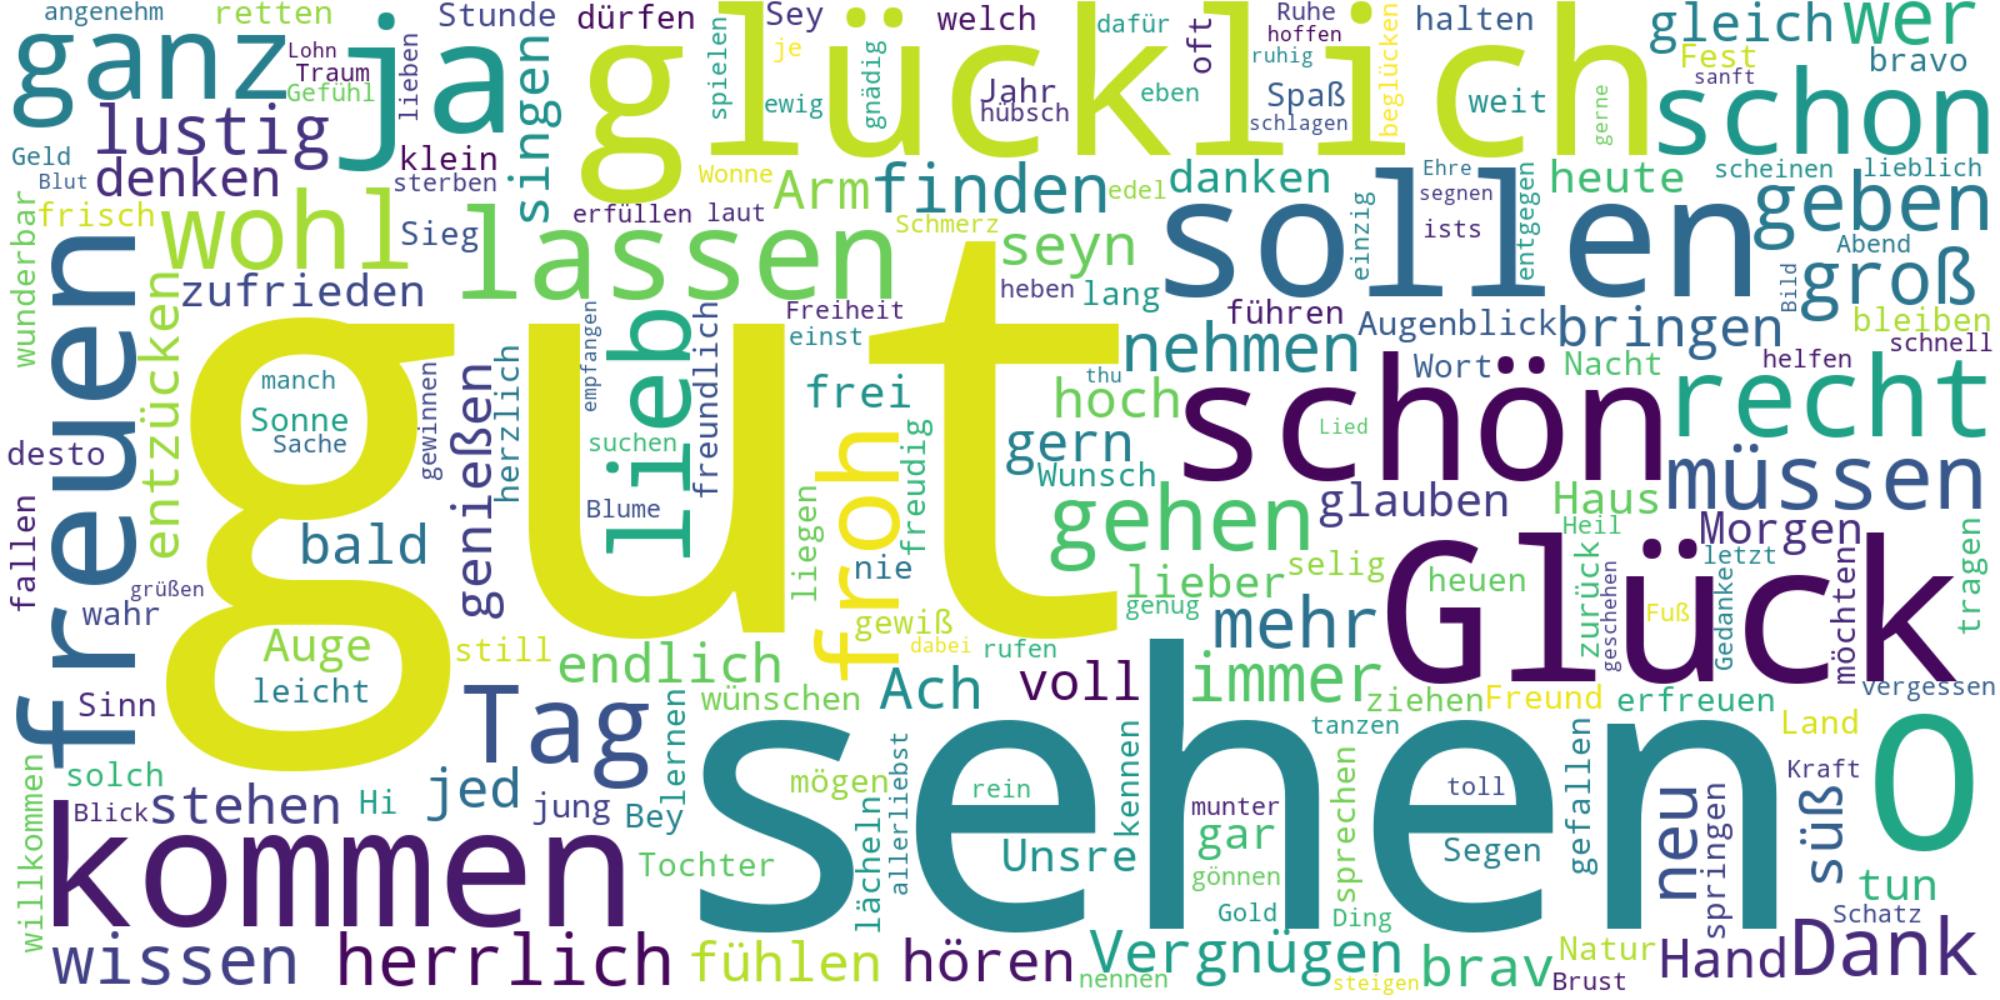 angenehm
retten
Stunde
dürfen
Sey
welch
dafür
oft
Ruhe
hoffen
halten
gleich
wer
ganz
Lohn
Traum
Gefühl
lieben
ja
singen
glücklich
spielen
je
ewig
gnädig
Jahr
hübsch
eben
ruhig
Spaß
schlagen
beglücken
weit
gerne
Fest
sanft
bravo
schon
lustig
Geld
Blut
denken
klein
sterben
Wonne
Arm
finden
edel
danken
Ehre
segnen
ists
einzig
entgegen
heute
scheinen
lieblich
geben
wunderbar
frisch
wohl
Sieg
erfüllen
laut
Schmerz
lassen
seyn
sollen
Abend
groß
Bild
freuen
entzücken
zufrieden
empfangen
lieb
freundlich
Freiheit
einst
heben
lang
führen
Augenblick
bringen
bleiben
schnell
gut
manch
Sonne
Sache
gewinnen
genießen
herzlich
suchen
Blume
frei
froh
freudig
nehmen
thu
hoch
gern
Wunsch
schön
Lied
Wort
Nacht
helfen
recht
desto
fallen
bald
liegen
nie
gehen
glauben
Haus
müssen
Heil
Morgen
grüßen
wahr
gewiß
dabei
rufen
lieber
genug
selig
heuen
mehr
Glück
zurück
geschehen
Fuß
letzt
Gedanke
möchten
tragen
Auge
leicht
still
endlich
wünschen
Ach
voll
immer
ziehen
Freund
erfreuen
vergessen
Sinn
Tag
lernen
sehen
kennen
tanzen
gefallen
Land
O
willkommen
solch
Blick
stehen
Hi
jed
jung
Bey
mögen
lächeln
allerliebst
rein
Unsre
munter
gar
gönnen
Gold
sprechen
Ding
toll
Segen
neu
springen
Kraft
süß
tun
kommen
Tochter
Schatz
wissen
herrlich
fühlen
hören
Vergnügen
nennen
steigen
brav
Natur
Brust
Hand
Dank